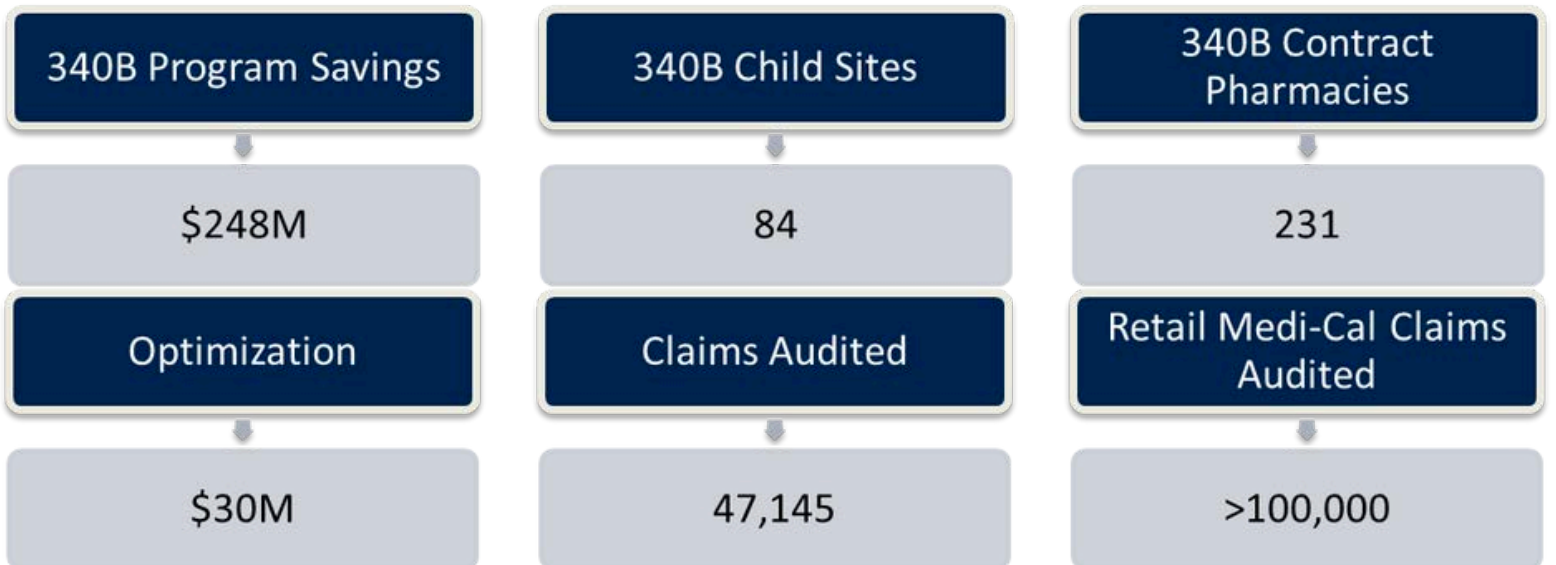 340B Program Savings
340B Child Sites
340B Contract
Pharmacies
$248M
84
231
Optimization
Claims Audited
Retail Medi-Cal Claims
Audited
$30M
47,145
>100,000